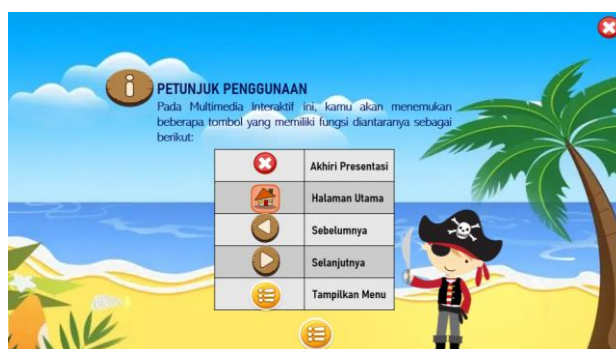 PETUNJUK PENGGUNAAN
Pada Multimedia Interaktif ini, kamu akan menemukan
beberapa tombol yang memiliki fungsi diantaranya sebagai
berikut:
Akhiri Presentasi
Halaman Utama
Sebelumnya
Selanjutnya
Tampilkan Menu